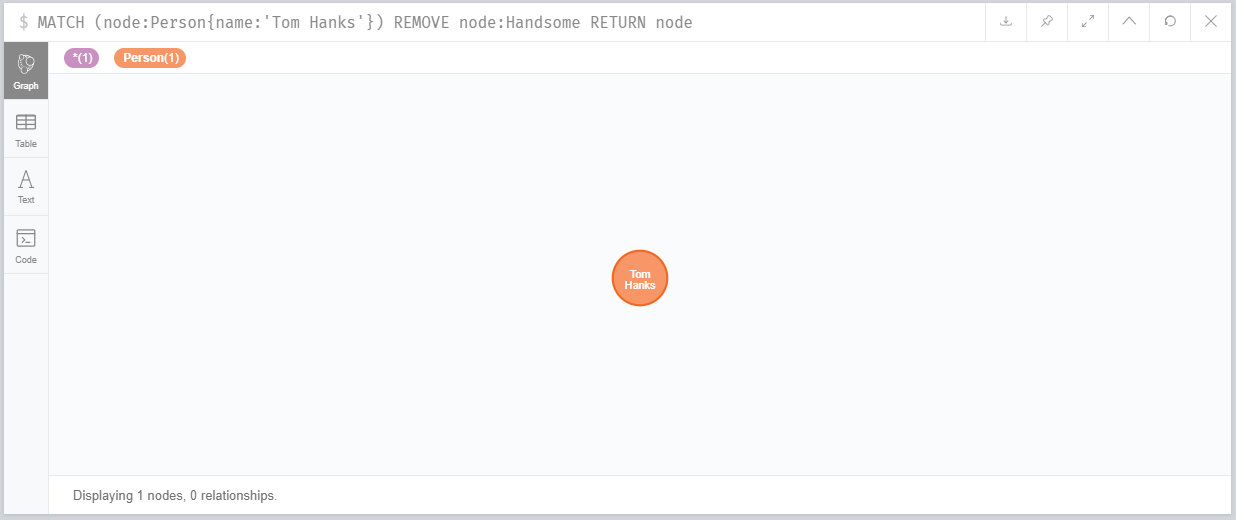 $ MATCH (node:Person{name:'Tom Hanks'}) REMOVE node:Handsome RETURN node
*(1) Person(1)
Graph
Table
Text
Code
Tom
Hanks
Displaying 1 nodes, 0 relationships.